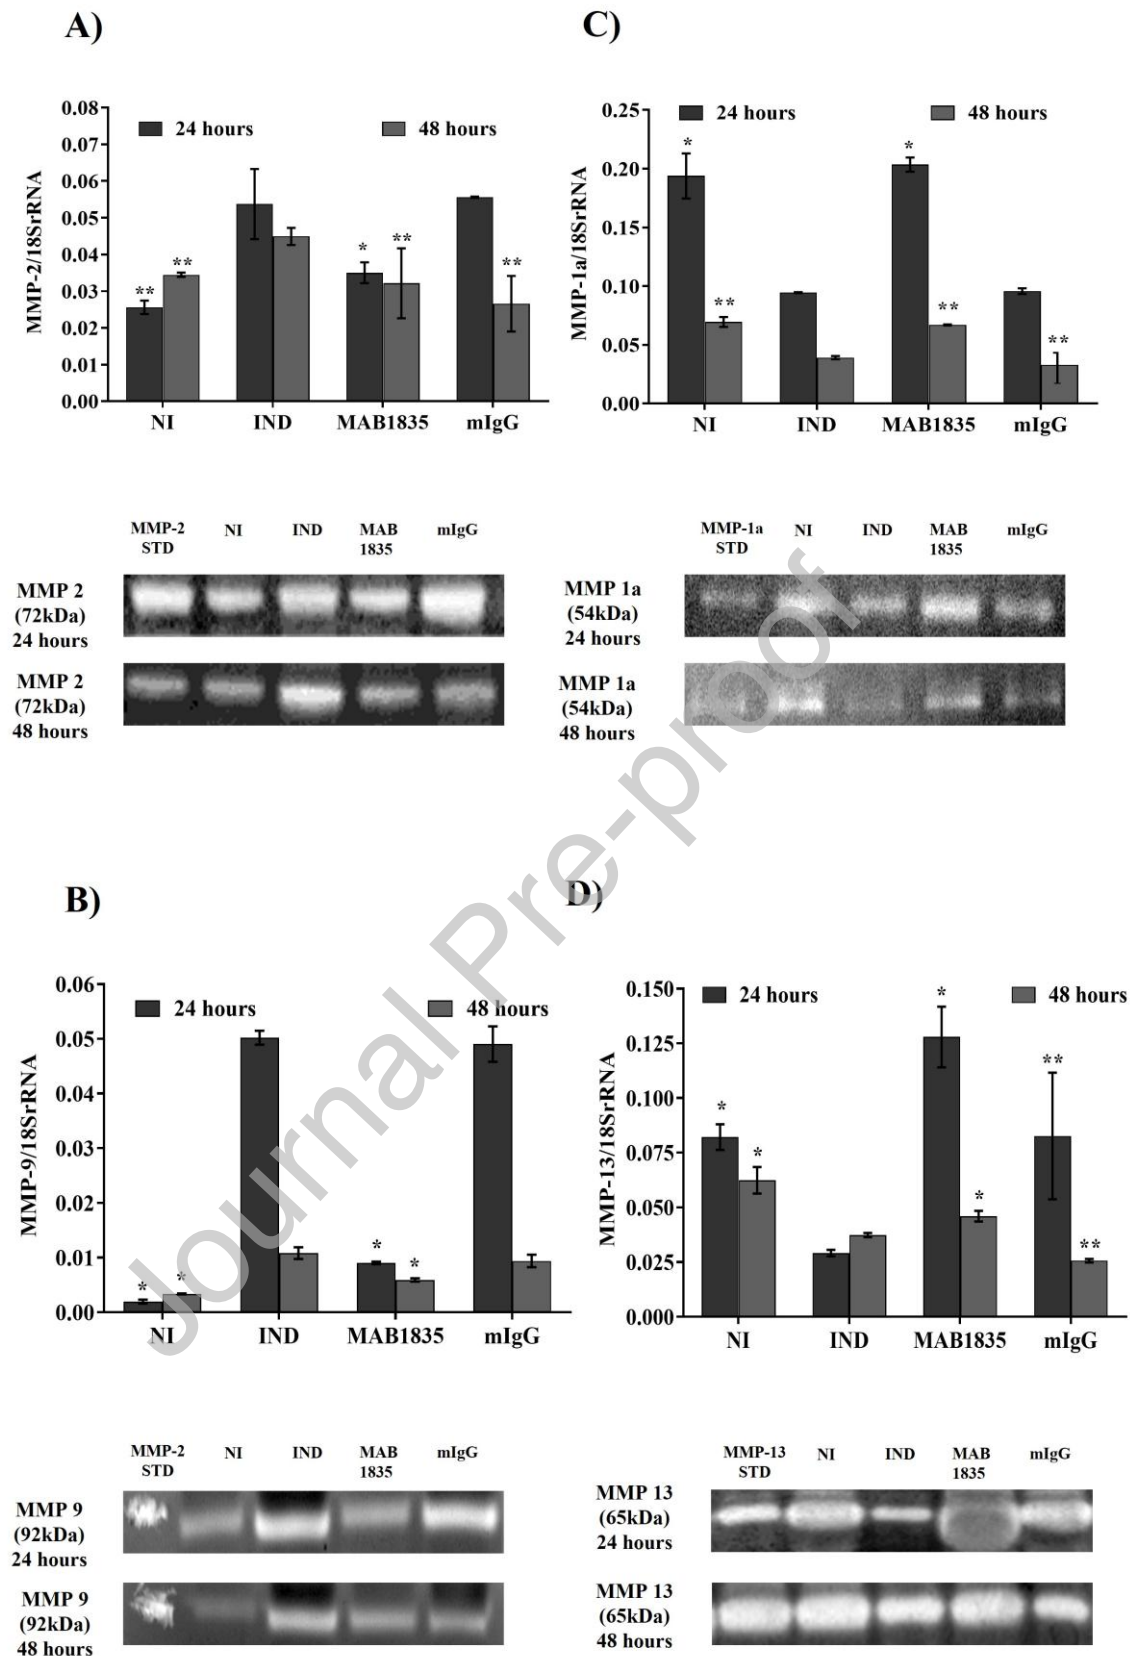 A)
MMP-2/18SrRNA
0.08
0.07
0.06
0.05
0.04
0.03
0.02
0.01
0.00
24 hours
48 hours
**
**
*
**
**
NI IND MAB1835 mIgG
MMP-2 STD NI IND MAB 1835 mIgG
MMP 2
(72kDa)
24 hours
MMP 2
(72kDa)
48 hours
C)
MMP-1a/18SrRNA
0.25
0.20
0.15
0.10
0.05
0.00
24 hours
48 hours
*
**
*
**
**
NI IND MAB1835 mIgG
MMP-1a STD NI IND MAB 1835 mIgG
MMP 1a
(54kDa)
24 hours
MMP 1a
(54kDa)
48 hours
B)
MMP-9/18SrRNA
0.06
0.05
0.04
0.03
0.02
0.01
0.00
24 hours
48 hours
*
*
*
*
NI IND MAB1835 mIgG
MMP-2 STD NI IND MAB 1835 mIgG
MMP 9
(92kDa)
24 hours
MMP 9
(92kDa)
48 hours
D)
MMP-13/18SrRNA
0.150
0.125
0.100
0.075
0.050
0.025
0.000
24 hours
48 hours
*
*
*
*
**
**
NI IND MAB1835 mIgG
MMP-13 STD NI IND MAB 1835 mIgG
MMP 13
(65kDa)
24 hours
MMP 13
(65kDa)
48 hours
Journal Pre-proof